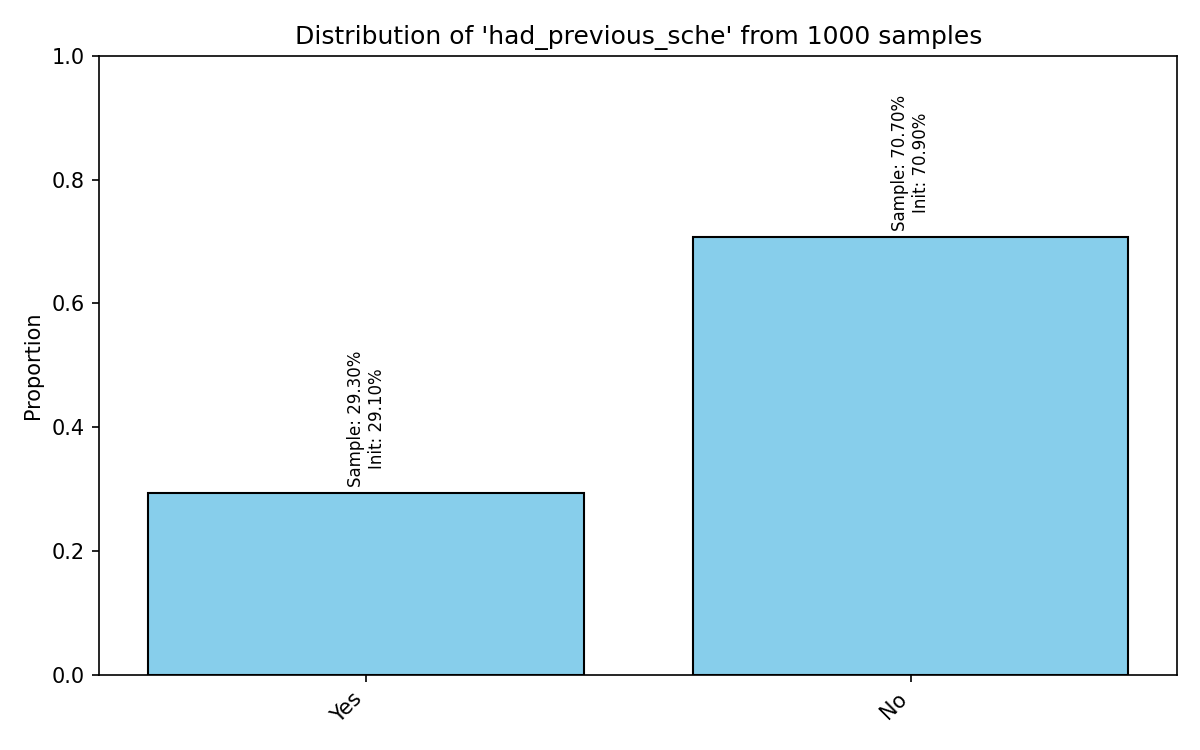 Distribution of 'had_previous_sche' from 1000 samples
Proportion
1.0
0.8
0.6
0.4
0.2
0.0
Sample: 29.30%
Init: 29.10%
Sample: 70.70%
Init: 70.90%
Yes
No